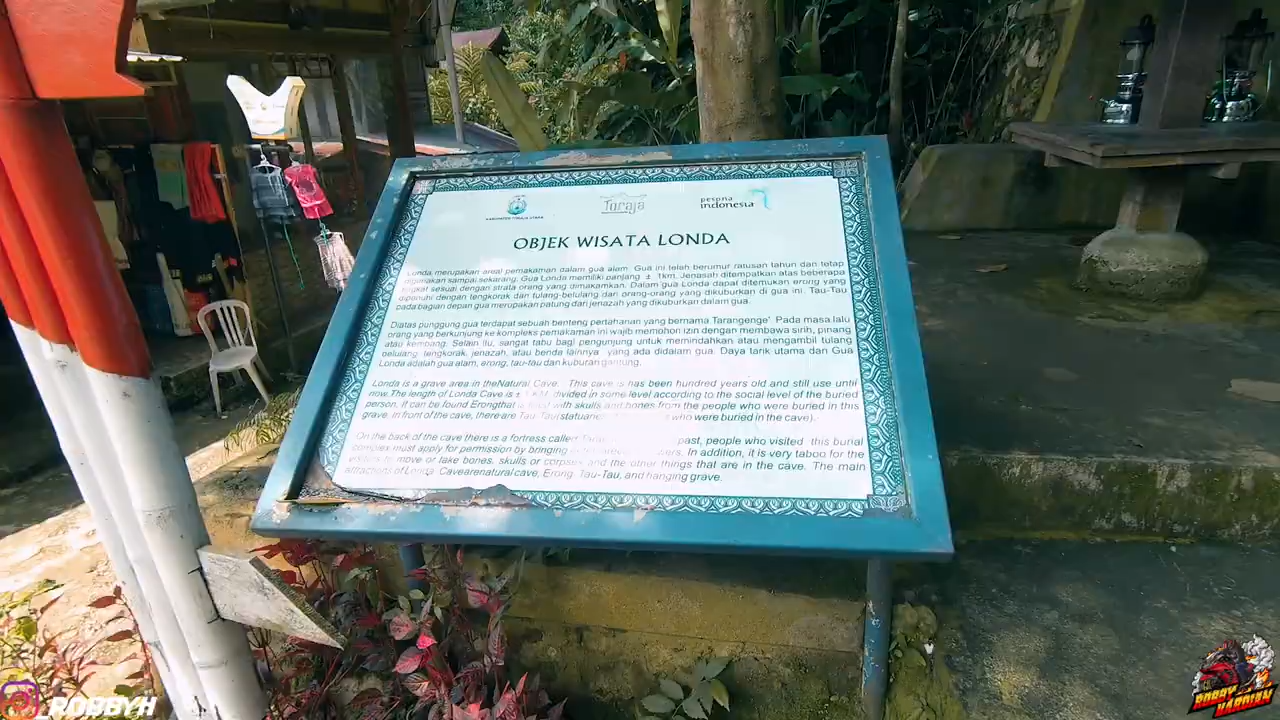 KABUPATEN TORAJA UTARA
Toraja
pesona
indonesia
OBJEK WISATA LONDA
Londa merupakan areal pemakaman dalam gua alam. Gua ini telah berumur ratusan tahun dan tetap
digunakan sampai sekarang. Gua Londa memiliki panjang ± 1km. Jenasah ditempatkan atas beberapa
tingkat sesuai dengan strata orang yang dimakamkan. Dalam gua Londa dapat ditemukan erong yang
dipenuhi dengan tengkorak dan tulang-belulang dari orang-orang yang dikuburkan di gua ini. Tau-Tau
pada bagian depan gua merupakan patung dari jenazah yang dikuburkan dalam gua.
Diatas punggung gua terdapat sebuah benteng pertahanan yang bernama Tarangenge'. Pada masa lalu
orang yang berkunjung ke kompleks pemakaman ini wajib memohon izin dengan membawa sirih, pinang
atau kembang. Selain itu, sangat tabu bagi pengunjung untuk memindahkan atau mengambil tulang
belulang, tengkorak, jenazah, atau benda lainnya yang ada didalam gua. Daya tarik utama dari Gua
Londa adalah gua alam, erong, tau-tau dan kuburan gantung.
Londa is a grave area in theNatural Cave. This cave is has been hundred years old and still use until
now. The length of Londa Cave is ± 1 KM, divided in some level according to the social level of the buried
person. It can be found Erongthat is with skulls and bones from the people who were buried in this
grave. In front of the cave, there are Tau-Tau who were buried in the cave).
On the back of the cave there is a fortress called past, people who visited this burial
complex must apply for permission by bringing In addition, it is very taboo for the
to move or take bones, skulls or corpses and the other things that are in the cave. The main
attractions of Londa Cavearenatural cave, Erong, Tau-Tau, and hanging grave.
_ROBBYH
ROBBY HARDIAN